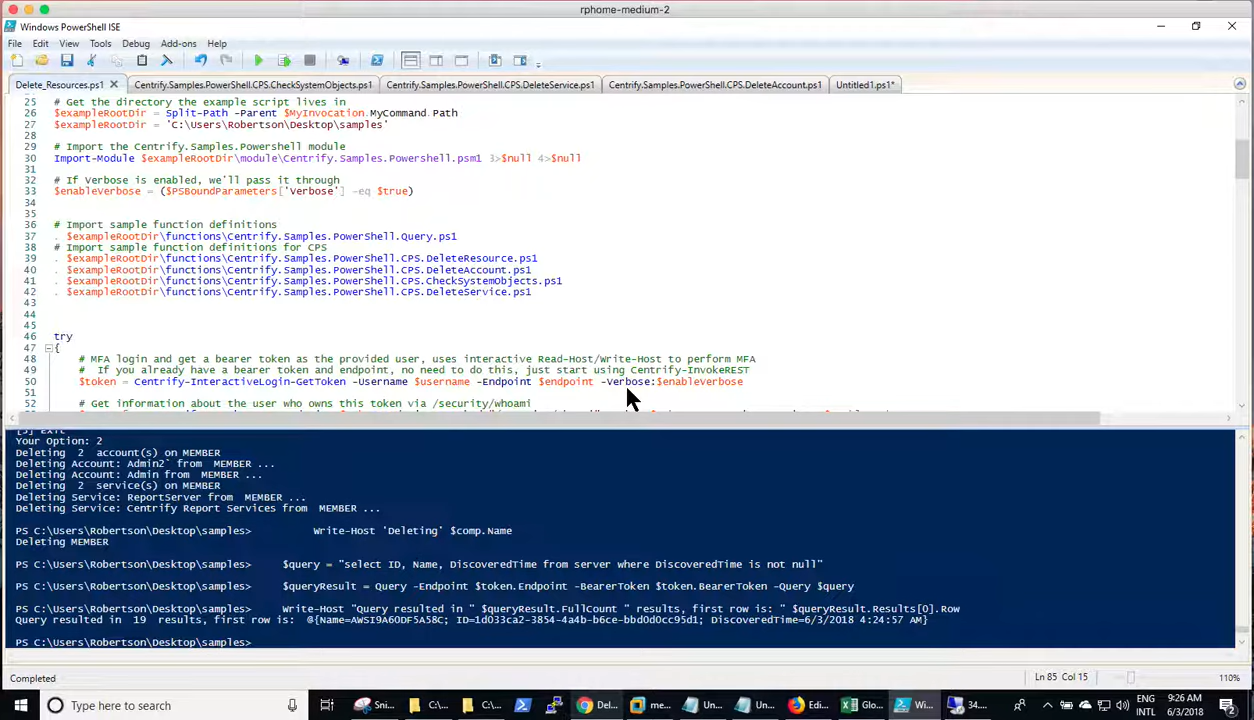 rphome-medium-2
Windows PowerShell ISE
File Edit View Tools Debug Add-ons Help
Delete_Resources.ps1 Centrify.Samples.PowerShell.CPS.CheckSystemObjects.ps1 Centrify.Samples.PowerShell.CPS.DeleteService.ps1 Centrify.Samples.PowerShell.CPS.DeleteAccount.ps1 Untitled1.ps1*
25 # Get the directory the example script lives in
26 $exampleRootDir = Split-Path -Parent $MyInvocation.MyCommand.Path
27 $exampleRootDir = 'C:\Users\Robertson\Desktop\samples'
28
29 # Import the Centrify.Samples.PowerShell module
30 Import-Module $exampleRootDir\module\Centrify.Samples.Powershell.psm1 3>$null 4>$null
31
32 # If Verbose is enabled, we'll pass it through
33 $enableVerbose = ($PSBoundParameters['Verbose'] -eq $true)
34
35
36 # Import sample function definitions
37 . $exampleRootDir\functions\Centrify.Samples.PowerShell.Query.ps1
38 # Import sample function definitions for CPS
39 . $exampleRootDir\functions\Centrify.Samples.PowerShell.CPS.DeleteResource.ps1
40 . $exampleRootDir\functions\Centrify.Samples.PowerShell.CPS.DeleteAccount.ps1
41 . $exampleRootDir\functions\Centrify.Samples.PowerShell.CPS.CheckSystemObjects.ps1
42 . $exampleRootDir\functions\Centrify.Samples.PowerShell.CPS.DeleteService.ps1
43
44
45
46 try
47 {
48 # MFA login and get a bearer token as the provided user, uses interactive Read-Host/Write-Host to perform MFA
49 # If you already have a bearer token and endpoint, no need to do this, just start using Centrify-InvokeREST
50 $token = Centrify-InteractiveLogin-GetToken -Username $username -Endpoint $endpoint -Verbose:$enableVerbose
51
52 # Get information about the user who owns this token via /security/whoami
[3] Exit
Your Option: 2
Deleting 2 account(s) on MEMBER
Deleting Account: Admin2` from MEMBER ...
Deleting Account: Admin from MEMBER ...
Deleting 2 service(s) on MEMBER
Deleting Service: ReportServer from MEMBER ...
Deleting Service: Centrify Report Services from MEMBER ...
PS C:\Users\Robertson\Desktop\samples> Write-Host 'Deleting' $comp.Name
Deleting MEMBER
PS C:\Users\Robertson\Desktop\samples> $query = "select ID, Name, DiscoveredTime from server where DiscoveredTime is not null"
PS C:\Users\Robertson\Desktop\samples> $queryResult = Query -Endpoint $token.Endpoint -BearerToken $token.BearerToken -Query $query
PS C:\Users\Robertson\Desktop\samples> Write-Host "Query resulted in " $queryResult.FullCount " results, first row is: " $queryResult.Results[0].Row
Query resulted in 19 results, first row is: @{Name=AWSI9A60DF5A58C; ID=1d033ca2-3854-4a4b-b6ce-bbd0d0cc95d1; DiscoveredTime=6/3/2018 4:24:57 AM}
PS C:\Users\Robertson\Desktop\samples>
Completed Ln 85 Col 15 110%
Type here to search Sni... C:\... C:\... Del... me... Un... Un... Edi... Glo... Wi... 34.... ENG INTL 9:26 AM 6/3/2018 2